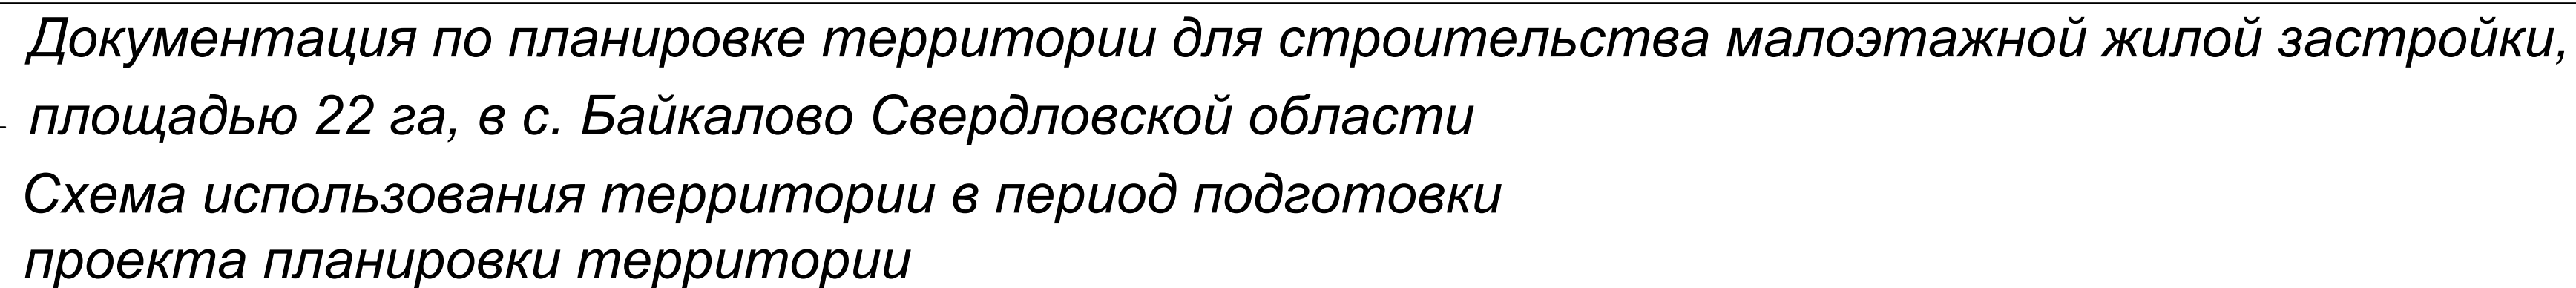 Документация по планировке территории для строительства малоэтажной жилой застройки,
площадью 22 га, в с. Байкалово Свердловской области
Схема использования территории в период подготовки
проекта планировки территории